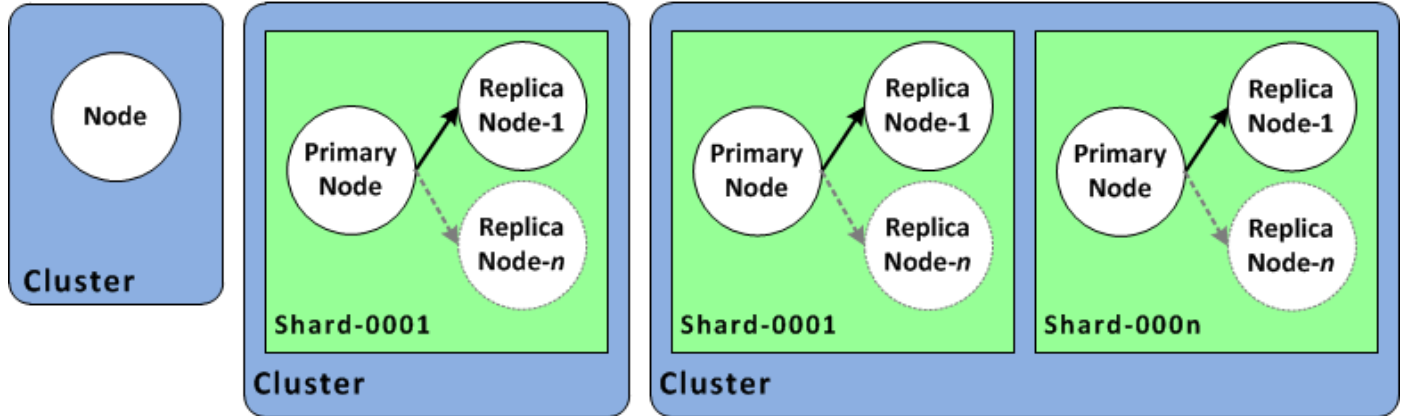 Node
Cluster
Primary
Node
Replica
Node-1
Replica
Node-n
Shard-0001
Cluster
Primary
Node
Replica
Node-1
Replica
Node-n
Shard-0001
Primary
Node
Replica
Node-1
Replica
Node-n
Shard-000n
Cluster